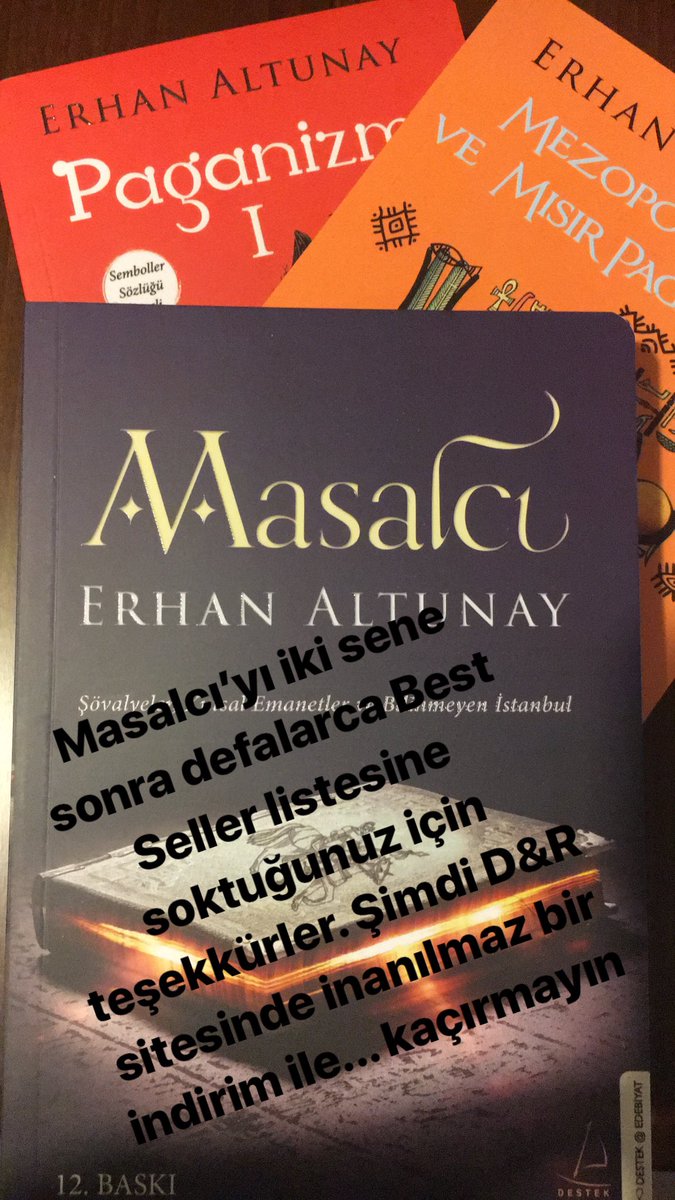 ERHAN ALTUNAY
Paganizm
I
Semboller
Sözlüğü
ERHAN
MEZOPO
VE MISIR PAG
Masalcı
ERHAN ALTUNAY
Emanetler
İstanbul
Masalcı'yı iki sene
sonra defalarca Best
Seller listesine
soktuğunuz için
teşekkürler. Şimdi D&R
sitesinde inanılmaz bir
indirim ile... kaçırmayın
12. BASKI
DESTEK
DESTEK @ EDEBİYAT